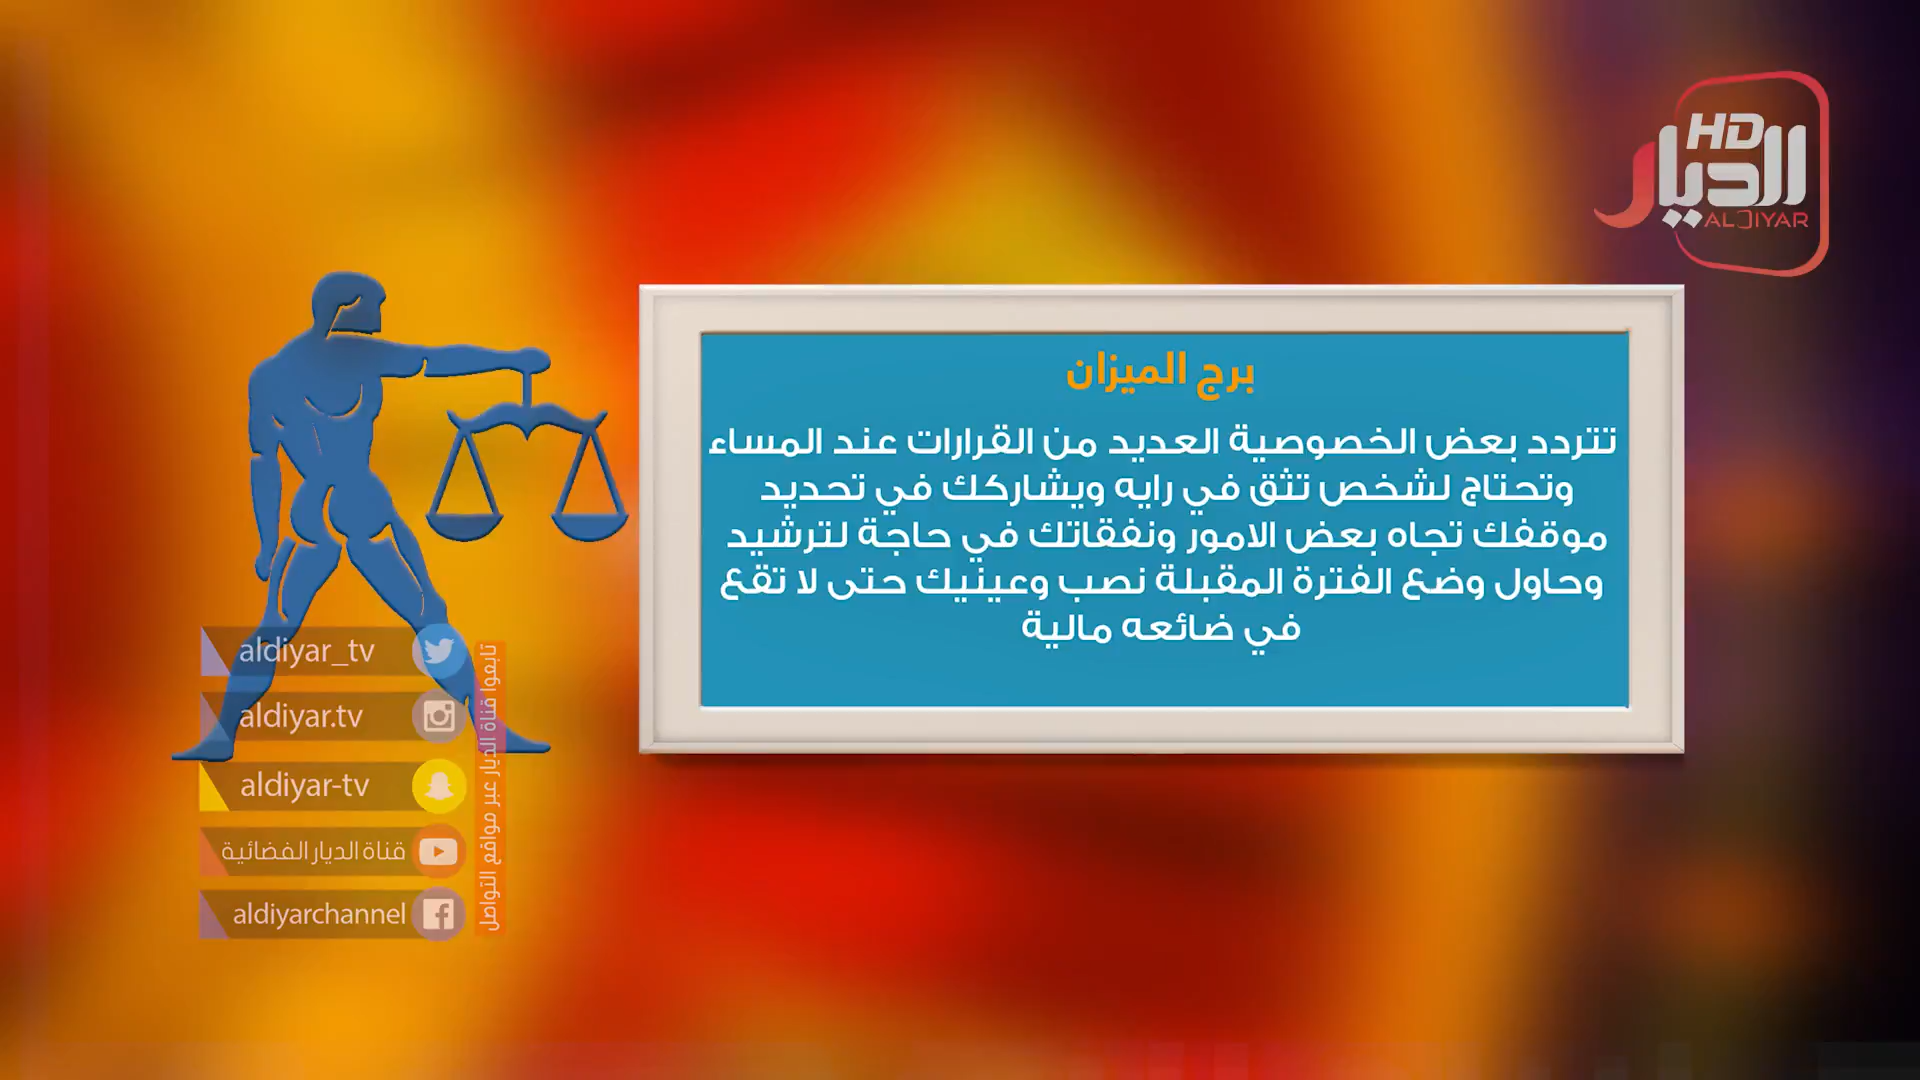 HD
الديار
ALDIYAR
برج الميزان
تتردد بعض الخصوصية العديد من القرارات عند المساء
وتحتاج لشخص تثق في رايه ويشاركك في تحديد
موقفك تجاه بعض الامور ونفقاتك في حاجة لترشيد
وحاول وضع الفترة المقبلة نصب وعينيك حتى لا تقع
في ضائعه مالية
aldiyar_tv
aldiyar.tv
aldiyar-tv
قناة الديار الفضائية
aldiyarchannel
تابعوا قناة الديار عبر مواقع التواصل